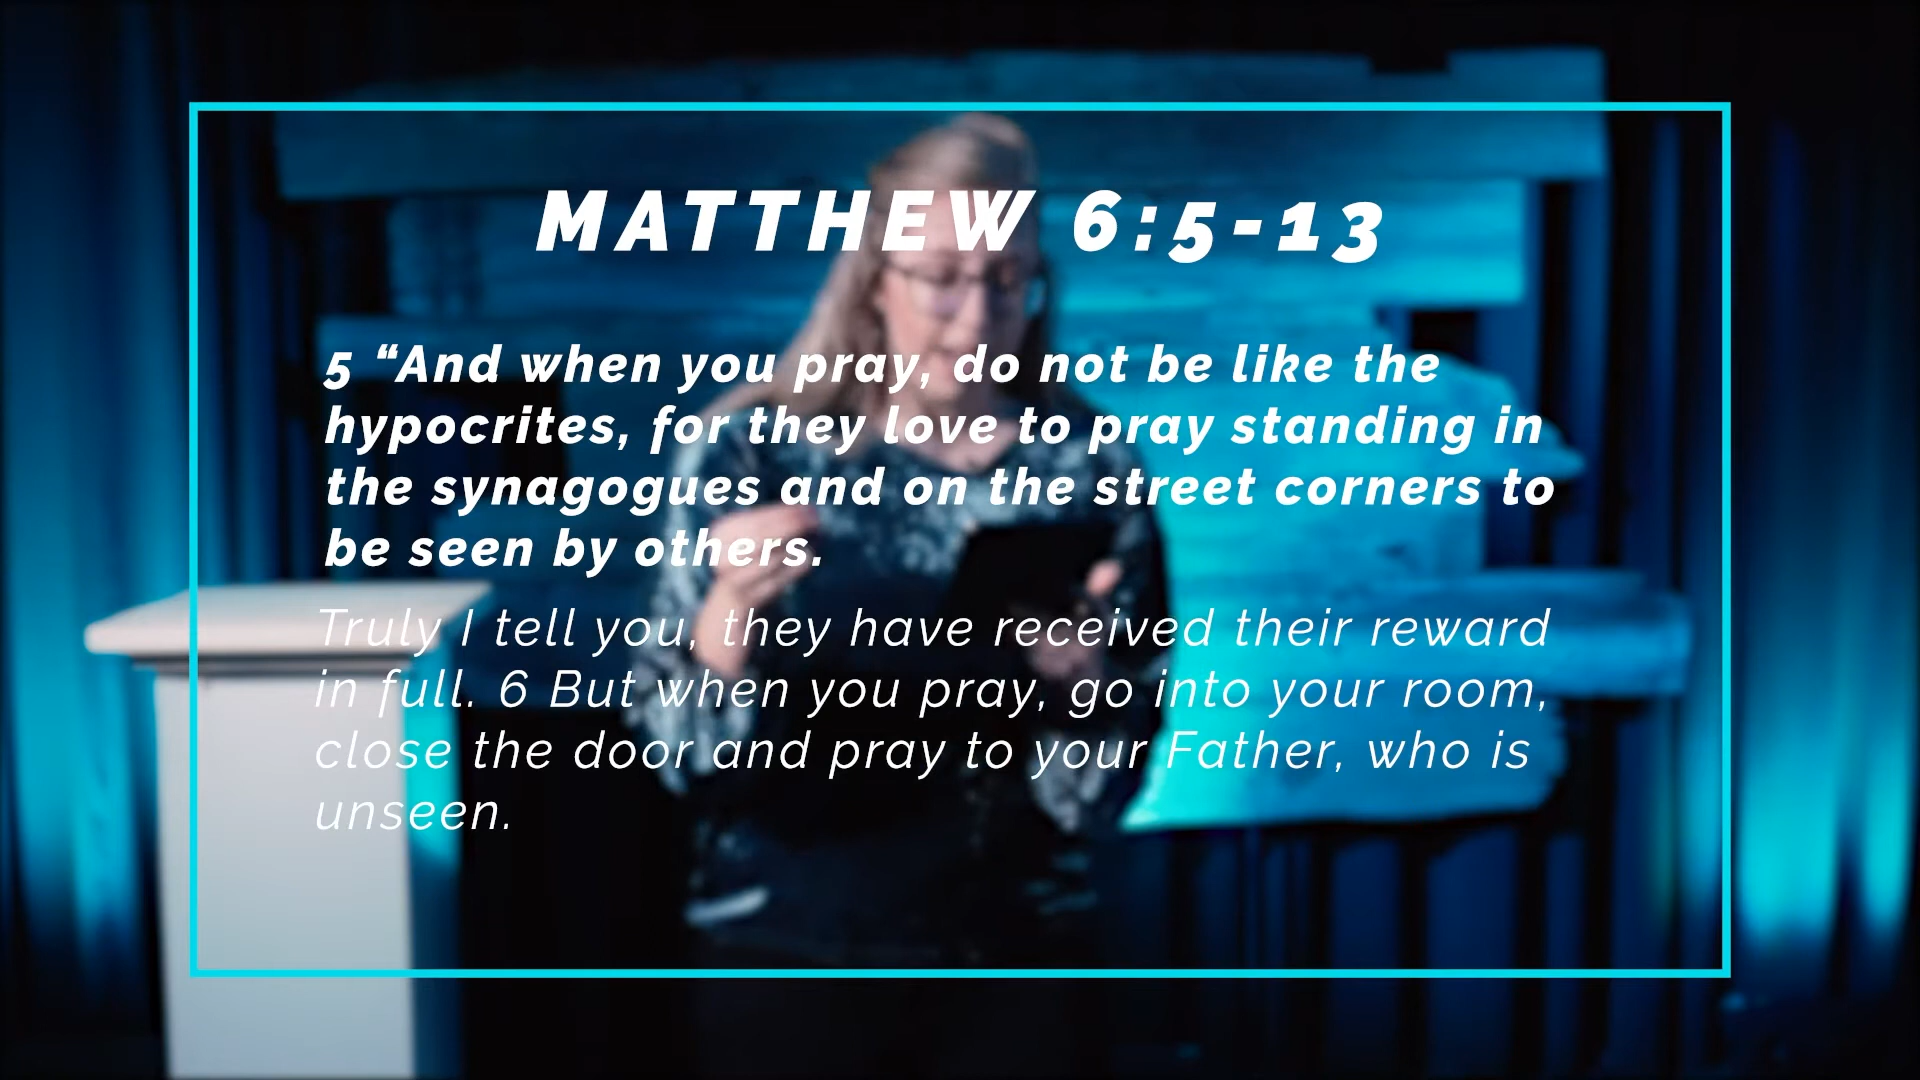 MATTHEW 6:5-13
5 “And when you pray, do not be like the
hypocrites, for they love to pray standing in
the synagogues and on the street corners to
be seen by others.
Truly I tell you, they have received their reward
in full. 6 But when you pray, go into your room,
close the door and pray to your Father, who is
unseen.